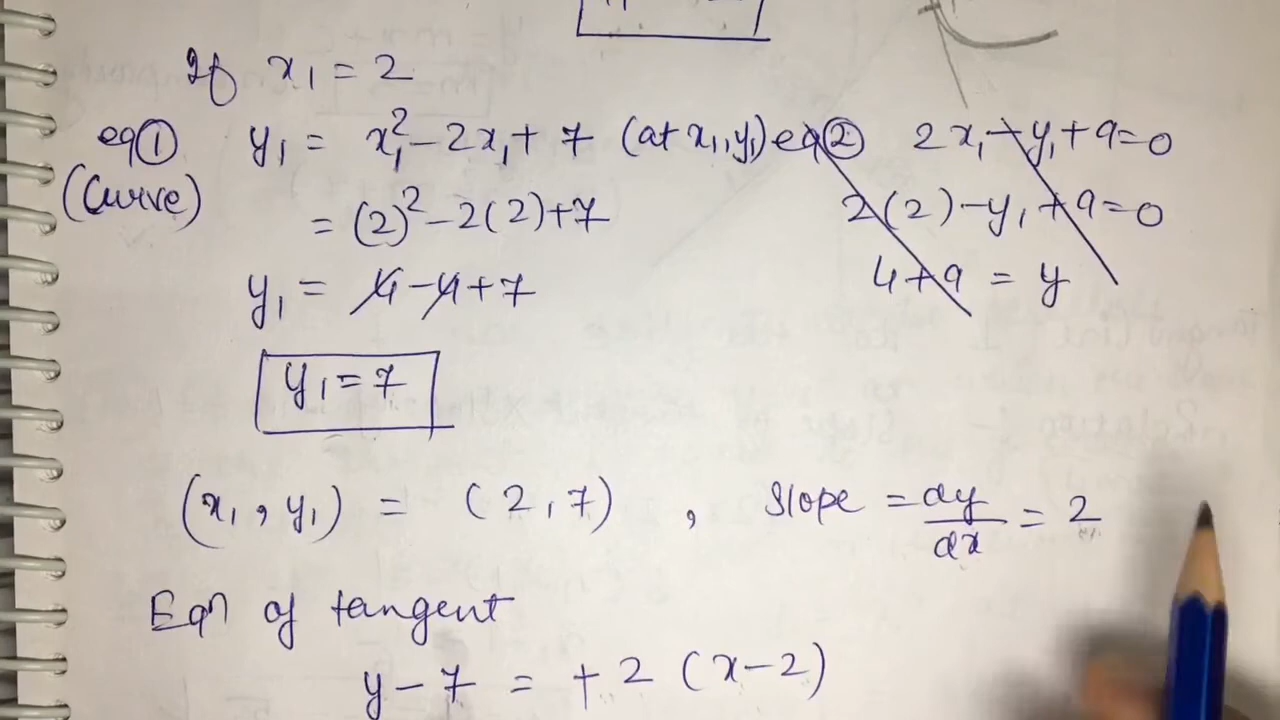 If x₁ = 2
eq① y₁ = x₁² - 2x₁ + 7 (at x₁, y₁) eq② 2x₁ - y₁ + 9 = 0
(Curve) = (2)² - 2(2) + 7 2(2) - y₁ + 9 = 0
y₁ = 4 - 4 + 7 4 + 9 = y
y₁ = 7
(x₁, y₁) = (2, 7) , Slope = dy/dx = 2
Eqn of tangent
y - 7 = + 2 (x - 2)